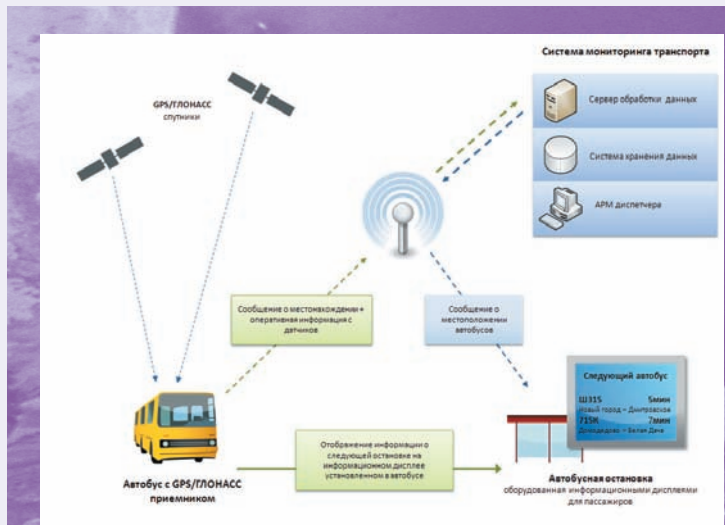 Система мониторинга транспорта
Сервер обработки данных
Система хранения данных
АРМ диспетчера
GPS/ГЛОНАСС
спутники
Сообщение о местонахождении +
оперативная информация с
датчиков
Сообщение о
местоположении
автобусов
Следующий автобус
Ш315 5мин
Новый город – Дмитровское
715К 7мин
Домодедово – Белая Дача
Отображение информации о
следующей остановке на
информационном дисплее
установленном в автобусе
Автобус с GPS/ГЛОНАСС
приемником
Автобусная остановка
оборудованная информационными дисплеями
для пассажиров